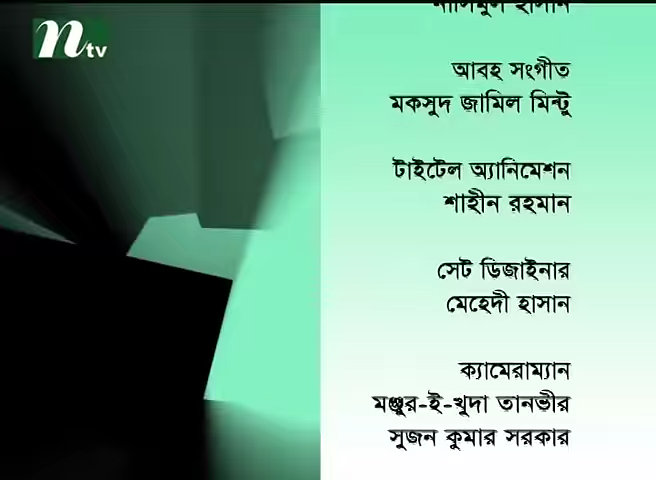 ntv
নাসিমুল হাসান
আবহ সংগীত
মকসুদ জামিল মিন্টু
টাইটেল অ্যানিমেশন
শাহীন রহমান
সেট ডিজাইনার
মেহেদী হাসান
ক্যামেরাম্যান
মঞ্জুর-ই-খুদা তানভীর
সুজন কুমার সরকার